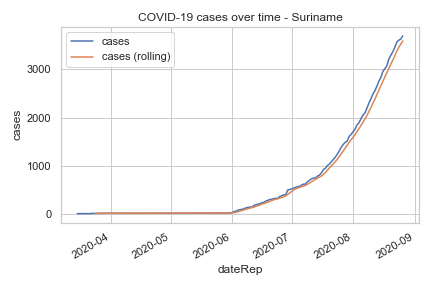 COVID-19 cases over time - Suriname
cases
cases (rolling)
3000
2000
1000
0
cases
2020-04
2020-05
2020-06
2020-07
2020-08
2020-09
dateRep